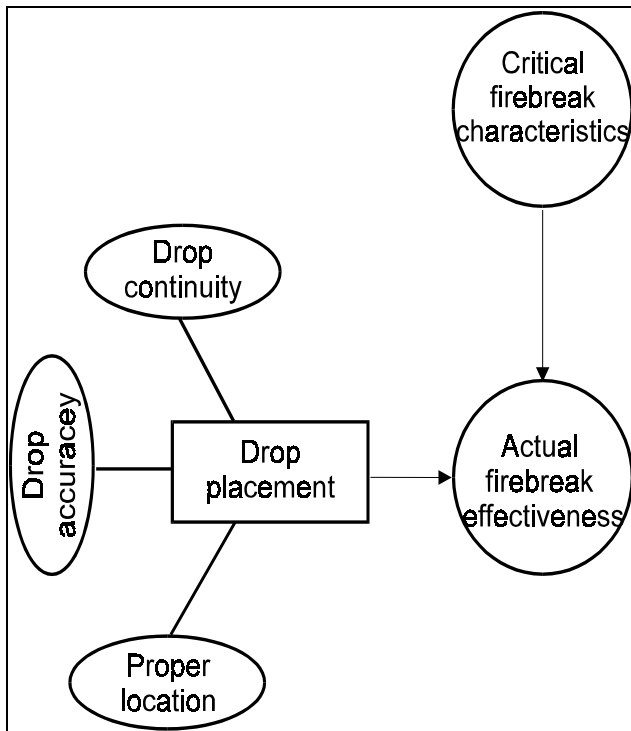 Critical
firebreak
characteristics
Drop
continuity
Drop
accuracey
Drop
placement
Actual
firebreak
effectiveness
Proper
location